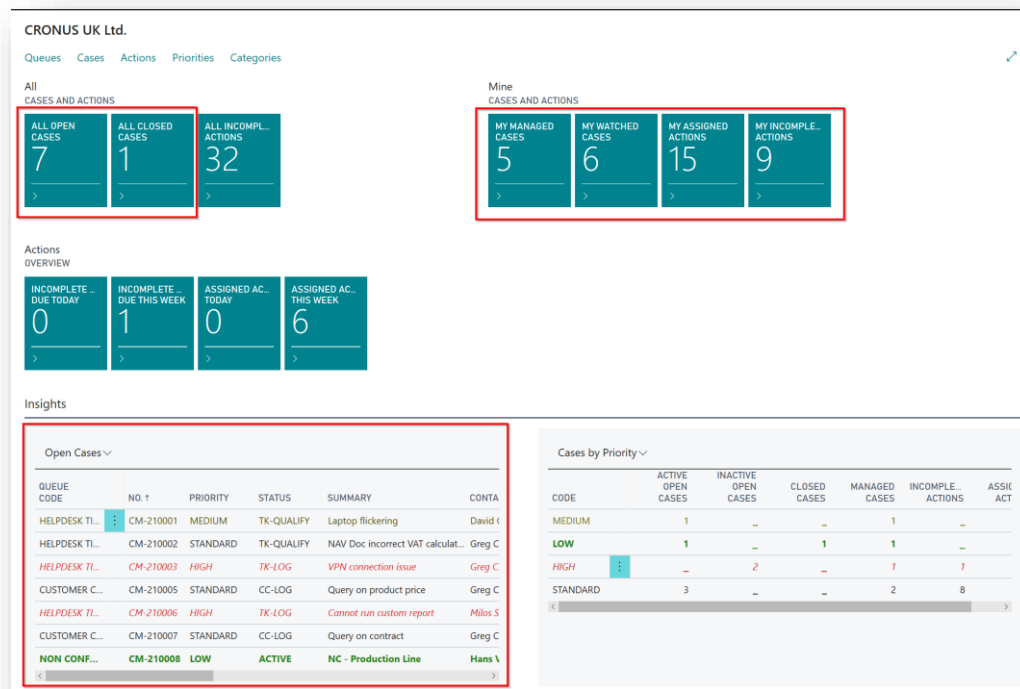 CRONUS UK Ltd.
Queues Cases Actions Priorities Categories
All
CASES AND ACTIONS
ALL OPEN CASES
7
ALL CLOSED CASES
1
ALL INCOMPL... ACTIONS
32
Mine
CASES AND ACTIONS
MY MANAGED CASES
5
MY WATCHED CASES
6
MY ASSIGNED ACTIONS
15
MY INCOMPLE... ACTIONS
9
Actions
OVERVIEW
INCOMPLETE ... DUE TODAY
0
INCOMPLETE ... DUE THIS WEEK
1
ASSIGNED AC... TODAY
0
ASSIGNED AC... THIS WEEK
6
Insights
Open Cases
QUEUE CODE NO. ↑ PRIORITY STATUS SUMMARY CONTA
HELPDESK TI... CM-210001 MEDIUM TK-QUALIFY Laptop flickering David
HELPDESK TI... CM-210002 STANDARD TK-QUALIFY NAV Doc incorrect VAT calculat... Greg C
HELPDESK TI... CM-210003 HIGH TK-LOG VPN connection issue Greg C
CUSTOMER C... CM-210005 STANDARD CC-LOG Query on product price Greg C
HELPDESK TI... CM-210006 HIGH TK-LOG Cannot run custom report Milos S
CUSTOMER C... CM-210007 STANDARD CC-LOG Query on contract Greg C
NON CONF... CM-210008 LOW ACTIVE NC - Production Line Hans
Cases by Priority
CODE ACTIVE OPEN CASES INACTIVE OPEN CASES CLOSED CASES MANAGED CASES INCOMPLE... ACTIONS ASSIG ACT
MEDIUM 1 _ _ 1 _
LOW 1 _ 1 1 _
HIGH _ 2 _ 1 1
STANDARD 3 _ _ 2 8